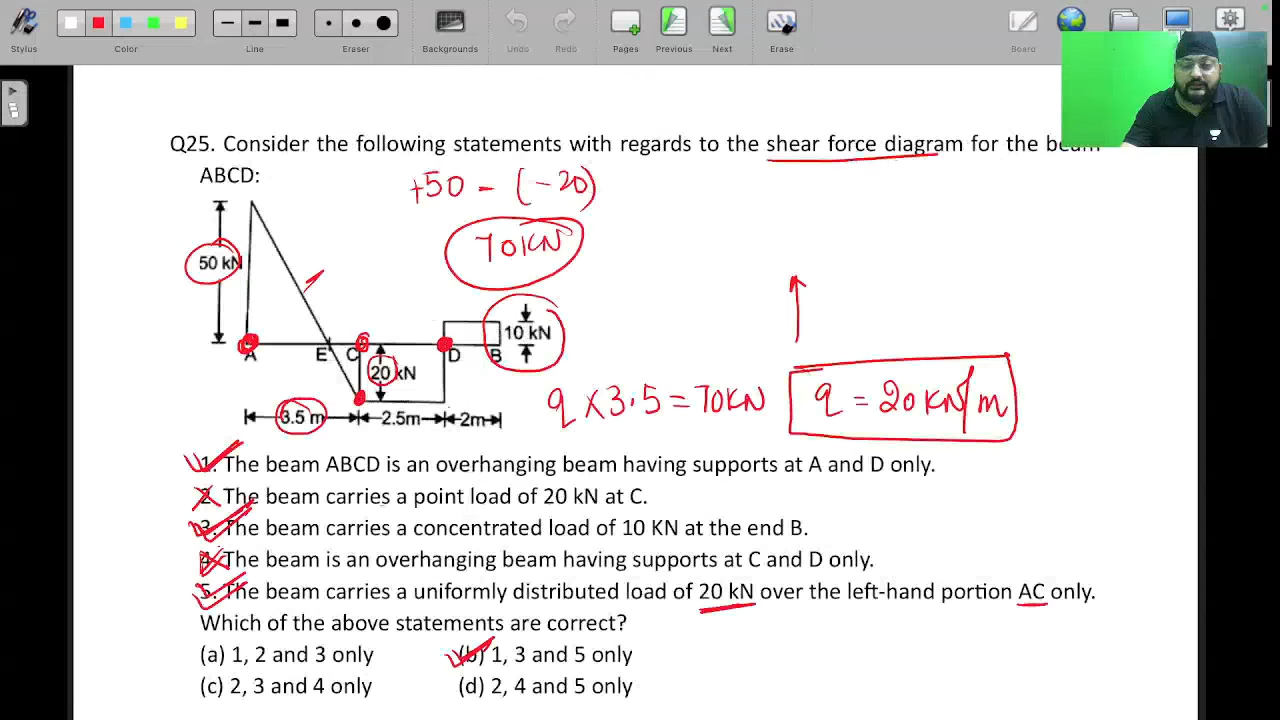 Stylus Color Line Eraser Backgrounds Undo Redo Pages Previous Next Erase Board
Q25. Consider the following statements with regards to the shear force diagram for the beam
ABCD:
+50 - (-20)
70KN
50 kN
A E C D B
10 kN
20 kN
3.5 m 2.5m 2m
q x 3.5 = 70KN
q = 20KN/m
1. The beam ABCD is an overhanging beam having supports at A and D only.
2. The beam carries a point load of 20 kN at C.
3. The beam carries a concentrated load of 10 KN at the end B.
4. The beam is an overhanging beam having supports at C and D only.
5. The beam carries a uniformly distributed load of 20 kN over the left-hand portion AC only.
Which of the above statements are correct?
(a) 1, 2 and 3 only (b) 1, 3 and 5 only
(c) 2, 3 and 4 only (d) 2, 4 and 5 only